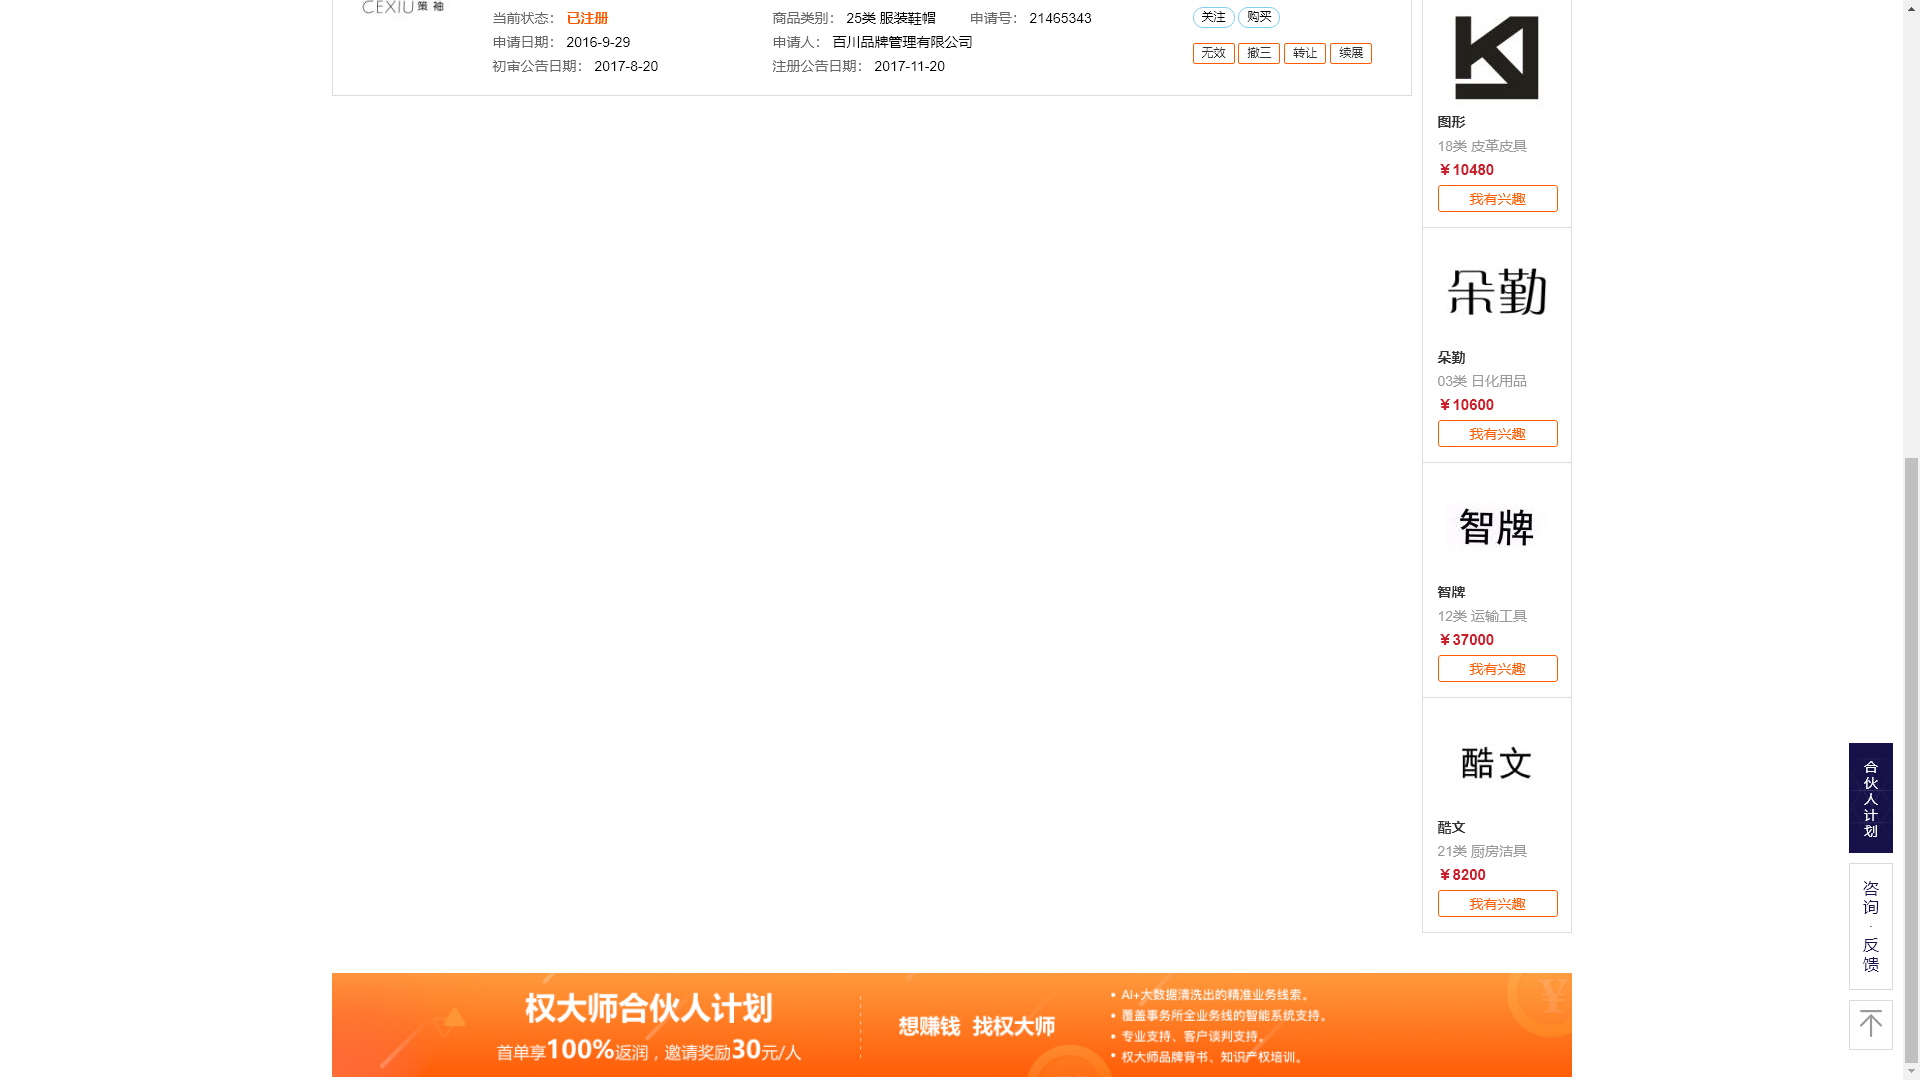 CEXIU 策 袖
当前状态： 已注册
商品类别： 25类 服装鞋帽
申请号： 21465343
申请日期： 2016-9-29
申请人： 百川品牌管理有限公司
初审公告日期： 2017-8-20
注册公告日期： 2017-11-20
关注
购买
无效
撤三
转让
续展
图形
18类 皮革皮具
￥10480
我有兴趣
朵勤
朵勤
03类 日化用品
￥10600
我有兴趣
智牌
智牌
12类 运输工具
￥37000
我有兴趣
酷文
酷文
21类 厨房洁具
￥8200
我有兴趣
合伙人计划
咨询·反馈
权大师合伙人计划
首单享100%返润，邀请奖励30元/人
想赚钱 找权大师
• AI+大数据清洗出的精准业务线索。
• 覆盖事务所全业务线的智能系统支持。
• 专业支持、客户谈判支持。
• 权大师品牌背书、知识产权培训。